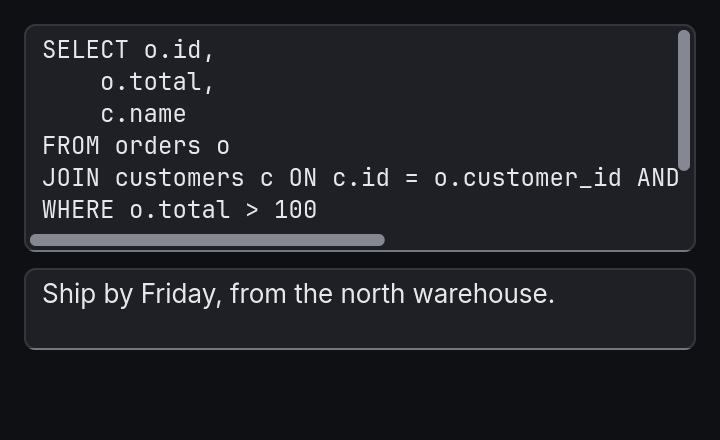 SELECT o.id,
    o.total,
    c.name
FROM orders o
JOIN customers c ON c.id = o.customer_id AND
WHERE o.total > 100
Ship by Friday, from the north warehouse.